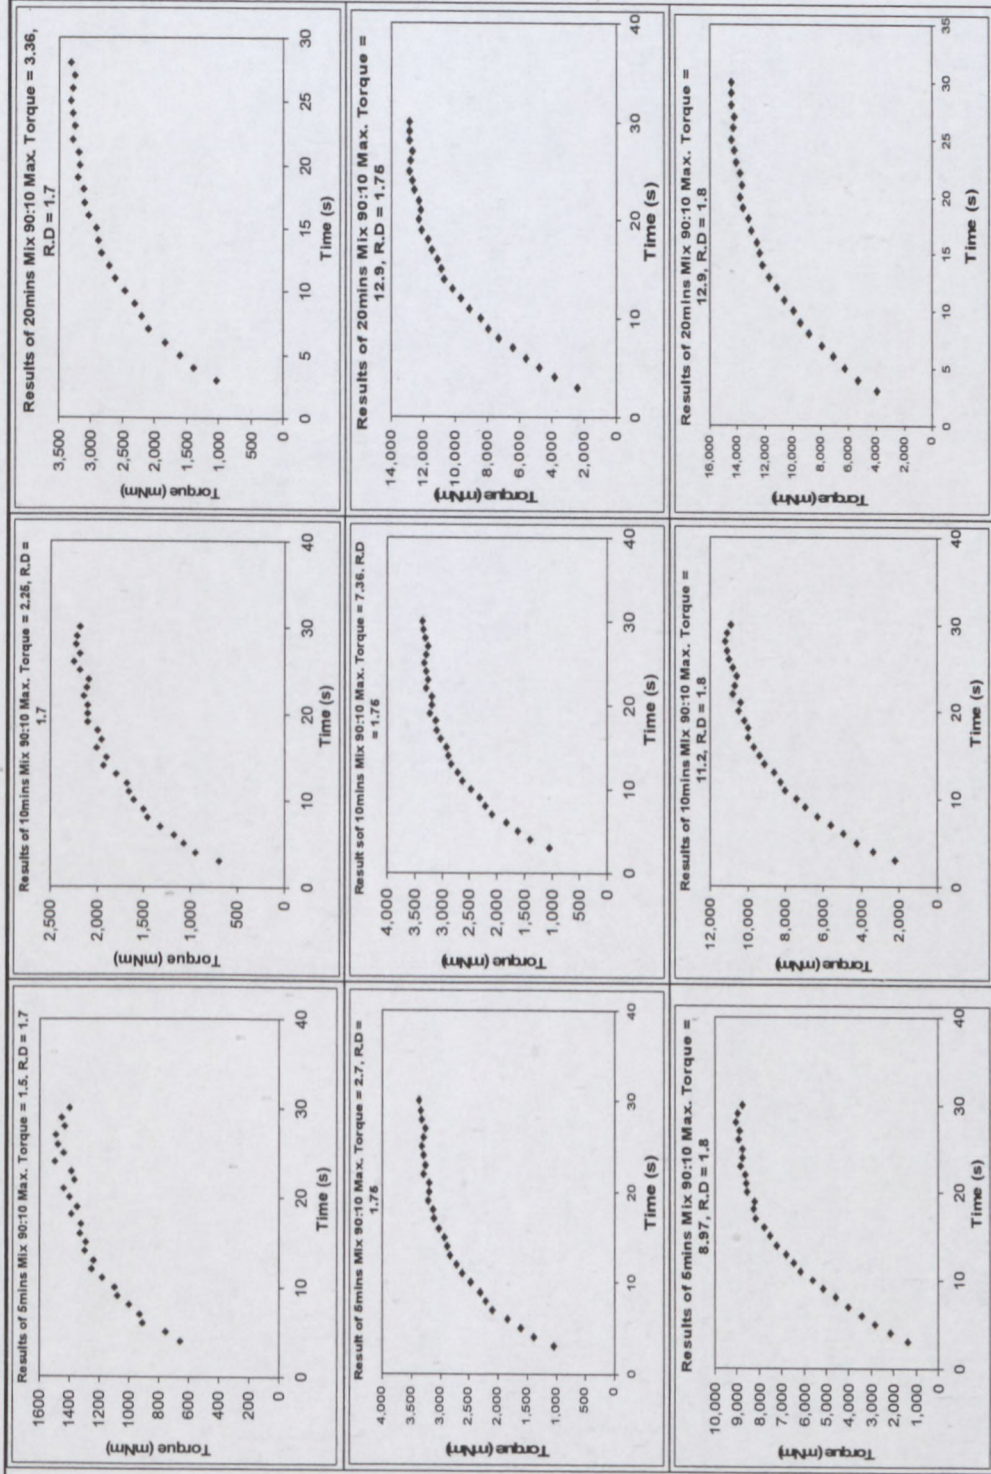 Results of 5mins Mix 90:10 Max. Torque = 1.5, R.D = 1.7
1600
1400
1200
1000
800
600
400
200
0
Torque (mNm)
0 10 20 30 40
Time (s)
Results of 10mins Mix 90:10 Max. Torque = 2.25, R.D =
1.7
2,500
2,000
1,500
1,000
500
0
Torque (mNm)
0 10 20 30 40
Time (s)
Results of 20mins Mix 90:10 Max. Torque = 3.36,
R.D = 1.7
3,500
3,000
2,500
2,000
1,500
1,000
500
0
Torque (mNm)
0 5 10 15 20 25 30
Time (s)
Result of 5mins Mix 90:10 Max. Torque = 2.7, R.D =
1.75
4,000
3,500
3,000
2,500
2,000
1,500
1,000
500
0
Torque (mNm)
0 10 20 30 40
Time (s)
Result sof 10mins Mix 90:10 Max. Torque = 7.36. R.D
= 1.75
4,000
3,500
3,000
2,500
2,000
1,500
1,000
500
0
Torque (mNm)
0 10 20 30 40
Time (s)
Results of 20mins Mix 90:10 Max. Torque =
12.9, R.D = 1.75
14,000
12,000
10,000
8,000
6,000
4,000
2,000
0
Torque (mNm)
0 10 20 30 40
Time (s)
Results of 5mins Mix 90:10 Max. Torque =
8.97, R.D = 1.8
10,000
9,000
8,000
7,000
6,000
5,000
4,000
3,000
2,000
1,000
0
Torque (mNm)
0 10 20 30 40
Time (s)
Results of 10mins Mix 90:10 Max. Torque =
11.2, R.D = 1.8
12,000
10,000
8,000
6,000
4,000
2,000
0
Torque (mNm)
0 10 20 30 40
Time (s)
Results of 20mins Mix 90:10 Max. Torque =
12.9, R.D = 1.8
16,000
14,000
12,000
10,000
8,000
6,000
4,000
2,000
0
Torque (mNm)
0 5 10 15 20 25 30 35
Time (s)